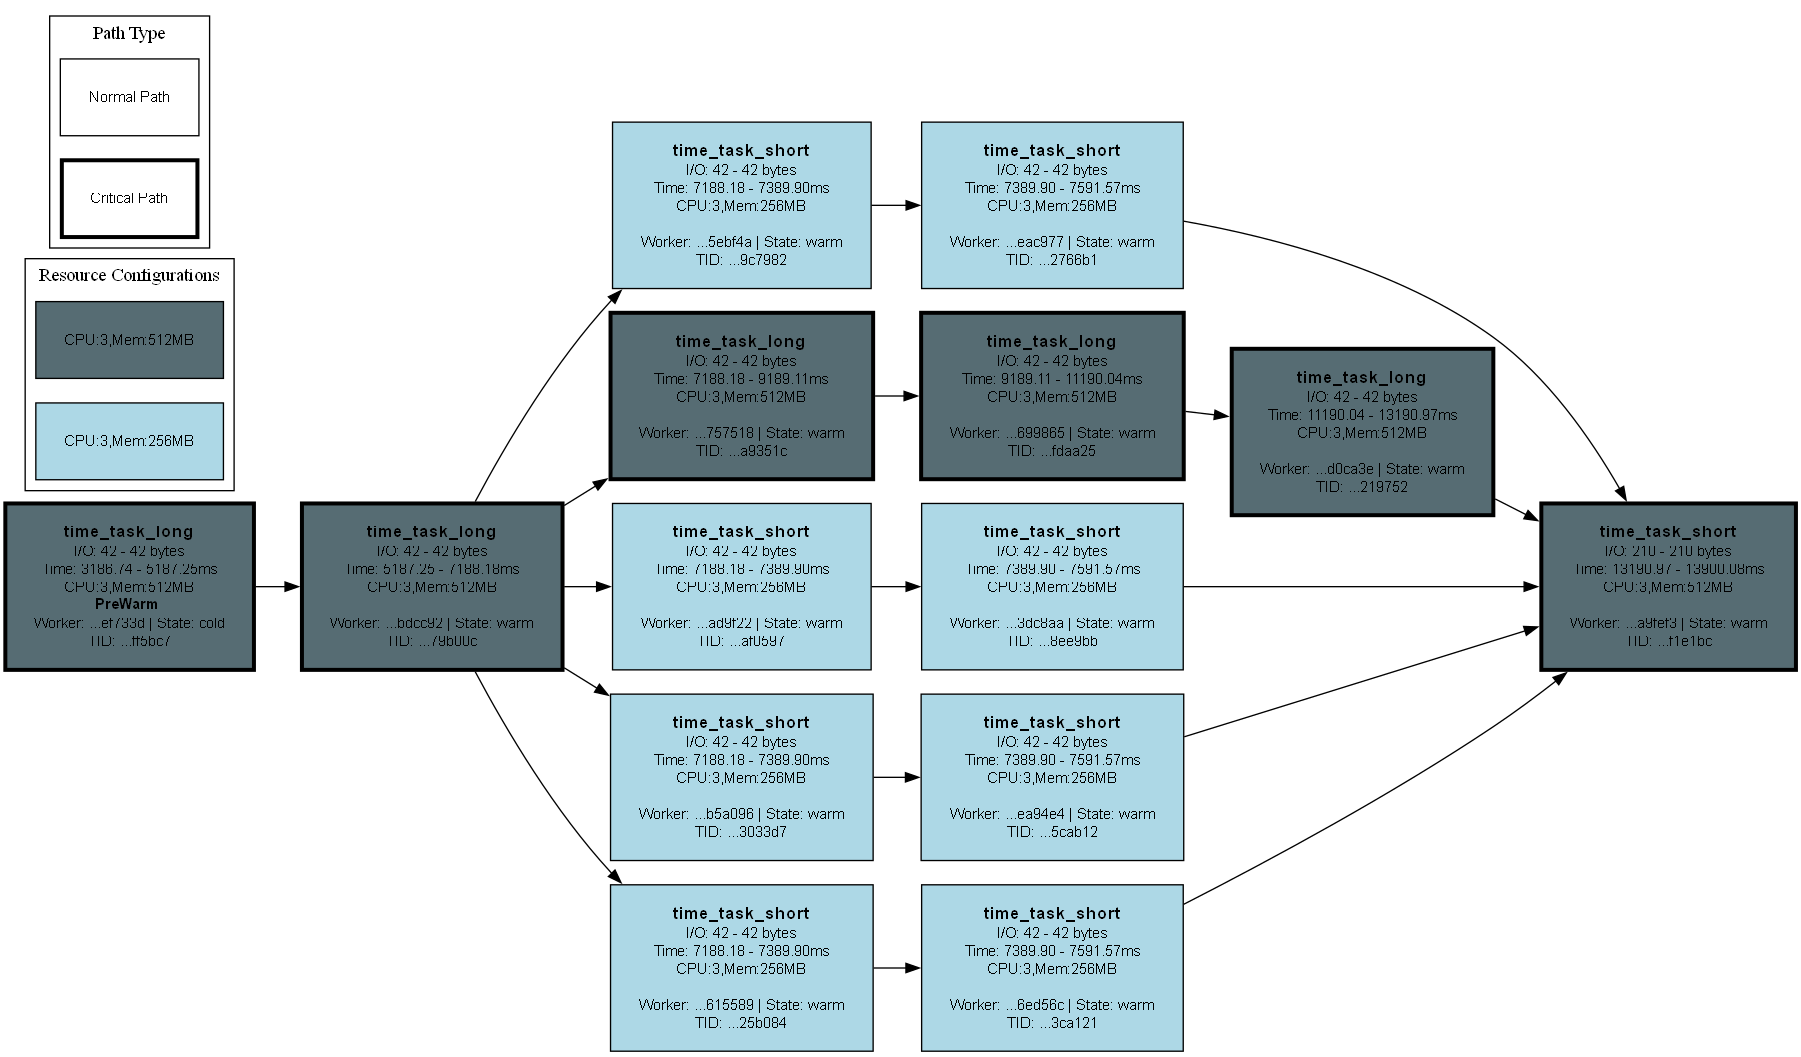 Path Type
Normal Path
Critical Path
Resource Configurations
CPU:3,Mem:512MB
CPU:3,Mem:256MB
time_task_long
I/O: 42 - 42 bytes
Time: 3186.74 - 5187.25ms
CPU:3,Mem:512MB
PreWarm
Worker: ...ef733d | State: cold
TID: ...ff5bc7
time_task_long
I/O: 42 - 42 bytes
Time: 5187.25 - 7188.18ms
CPU:3,Mem:512MB
Worker: ...bdcc92 | State: warm
TID: ...79b00c
time_task_short
I/O: 42 - 42 bytes
Time: 7188.18 - 7389.90ms
CPU:3,Mem:256MB
Worker: ...5ebf4a | State: warm
TID: ...9c7982
time_task_short
I/O: 42 - 42 bytes
Time: 7389.90 - 7591.57ms
CPU:3,Mem:256MB
Worker: ...eac977 | State: warm
TID: ...2766b1
time_task_long
I/O: 42 - 42 bytes
Time: 7188.18 - 9189.11ms
CPU:3,Mem:512MB
Worker: ...757518 | State: warm
TID: ...a9351c
time_task_long
I/O: 42 - 42 bytes
Time: 9189.11 - 11190.04ms
CPU:3,Mem:512MB
Worker: ...699865 | State: warm
TID: ...fdaa25
time_task_long
I/O: 42 - 42 bytes
Time: 11190.04 - 13190.97ms
CPU:3,Mem:512MB
Worker: ...d0ca3e | State: warm
TID: ...219752
time_task_short
I/O: 42 - 42 bytes
Time: 7188.18 - 7389.90ms
CPU:3,Mem:256MB
Worker: ...ad9f22 | State: warm
TID: ...af0597
time_task_short
I/O: 42 - 42 bytes
Time: 7389.90 - 7591.57ms
CPU:3,Mem:256MB
Worker: ...3dc8aa | State: warm
TID: ...8ee9bb
time_task_short
I/O: 210 - 210 bytes
Time: 13190.97 - 13900.08ms
CPU:3,Mem:512MB
Worker: ...a9fef3 | State: warm
TID: ...f1e1bc
time_task_short
I/O: 42 - 42 bytes
Time: 7188.18 - 7389.90ms
CPU:3,Mem:256MB
Worker: ...b5a096 | State: warm
TID: ...3033d7
time_task_short
I/O: 42 - 42 bytes
Time: 7389.90 - 7591.57ms
CPU:3,Mem:256MB
Worker: ...ea94e4 | State: warm
TID: ...5cab12
time_task_short
I/O: 42 - 42 bytes
Time: 7188.18 - 7389.90ms
CPU:3,Mem:256MB
Worker: ...615589 | State: warm
TID: ...25b084
time_task_short
I/O: 42 - 42 bytes
Time: 7389.90 - 7591.57ms
CPU:3,Mem:256MB
Worker: ...6ed56c | State: warm
TID: ...3ca121